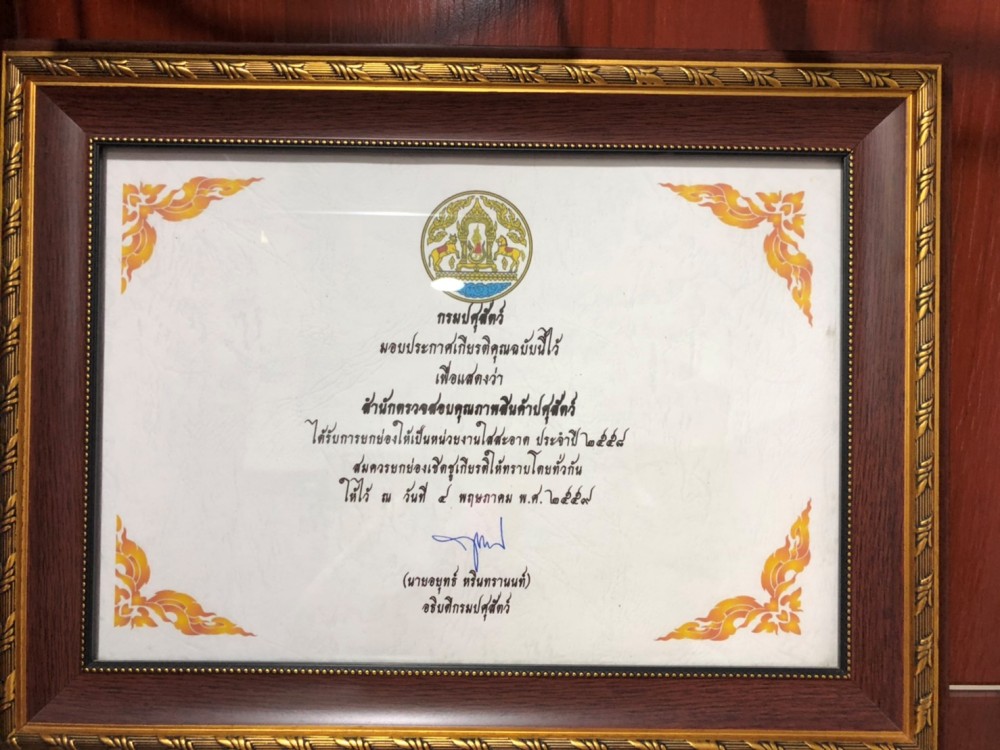 กรมปศุสัตว์
มอบประกาศเกียรติคุณฉบับนี้ไว้
เพื่อแสดงว่า
สำนักตรวจสอบคุณภาพสินค้าปศุสัตว์
ได้รับการยกย่องให้เป็นหน่วยงานใสสะอาด ประจำปี ๒๕๕๘
สมควรยกย่องเชิดชูเกียรติให้ทราบโดยทั่วกัน
ให้ไว้ ณ วันที่ ๔ พฤษภาคม พ.ศ. ๒๕๕๙
(นายอยุทธ์ หรินทรานนท์)
อธิบดีกรมปศุสัตว์